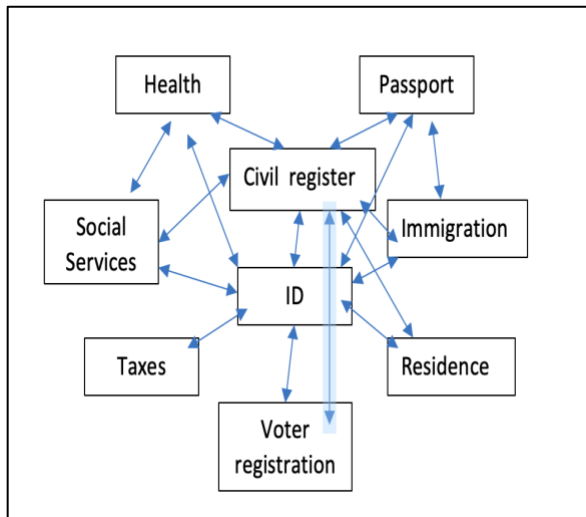 Health
Passport
Civil register
Social
Services
Immigration
ID
Taxes
Residence
Voter
registration